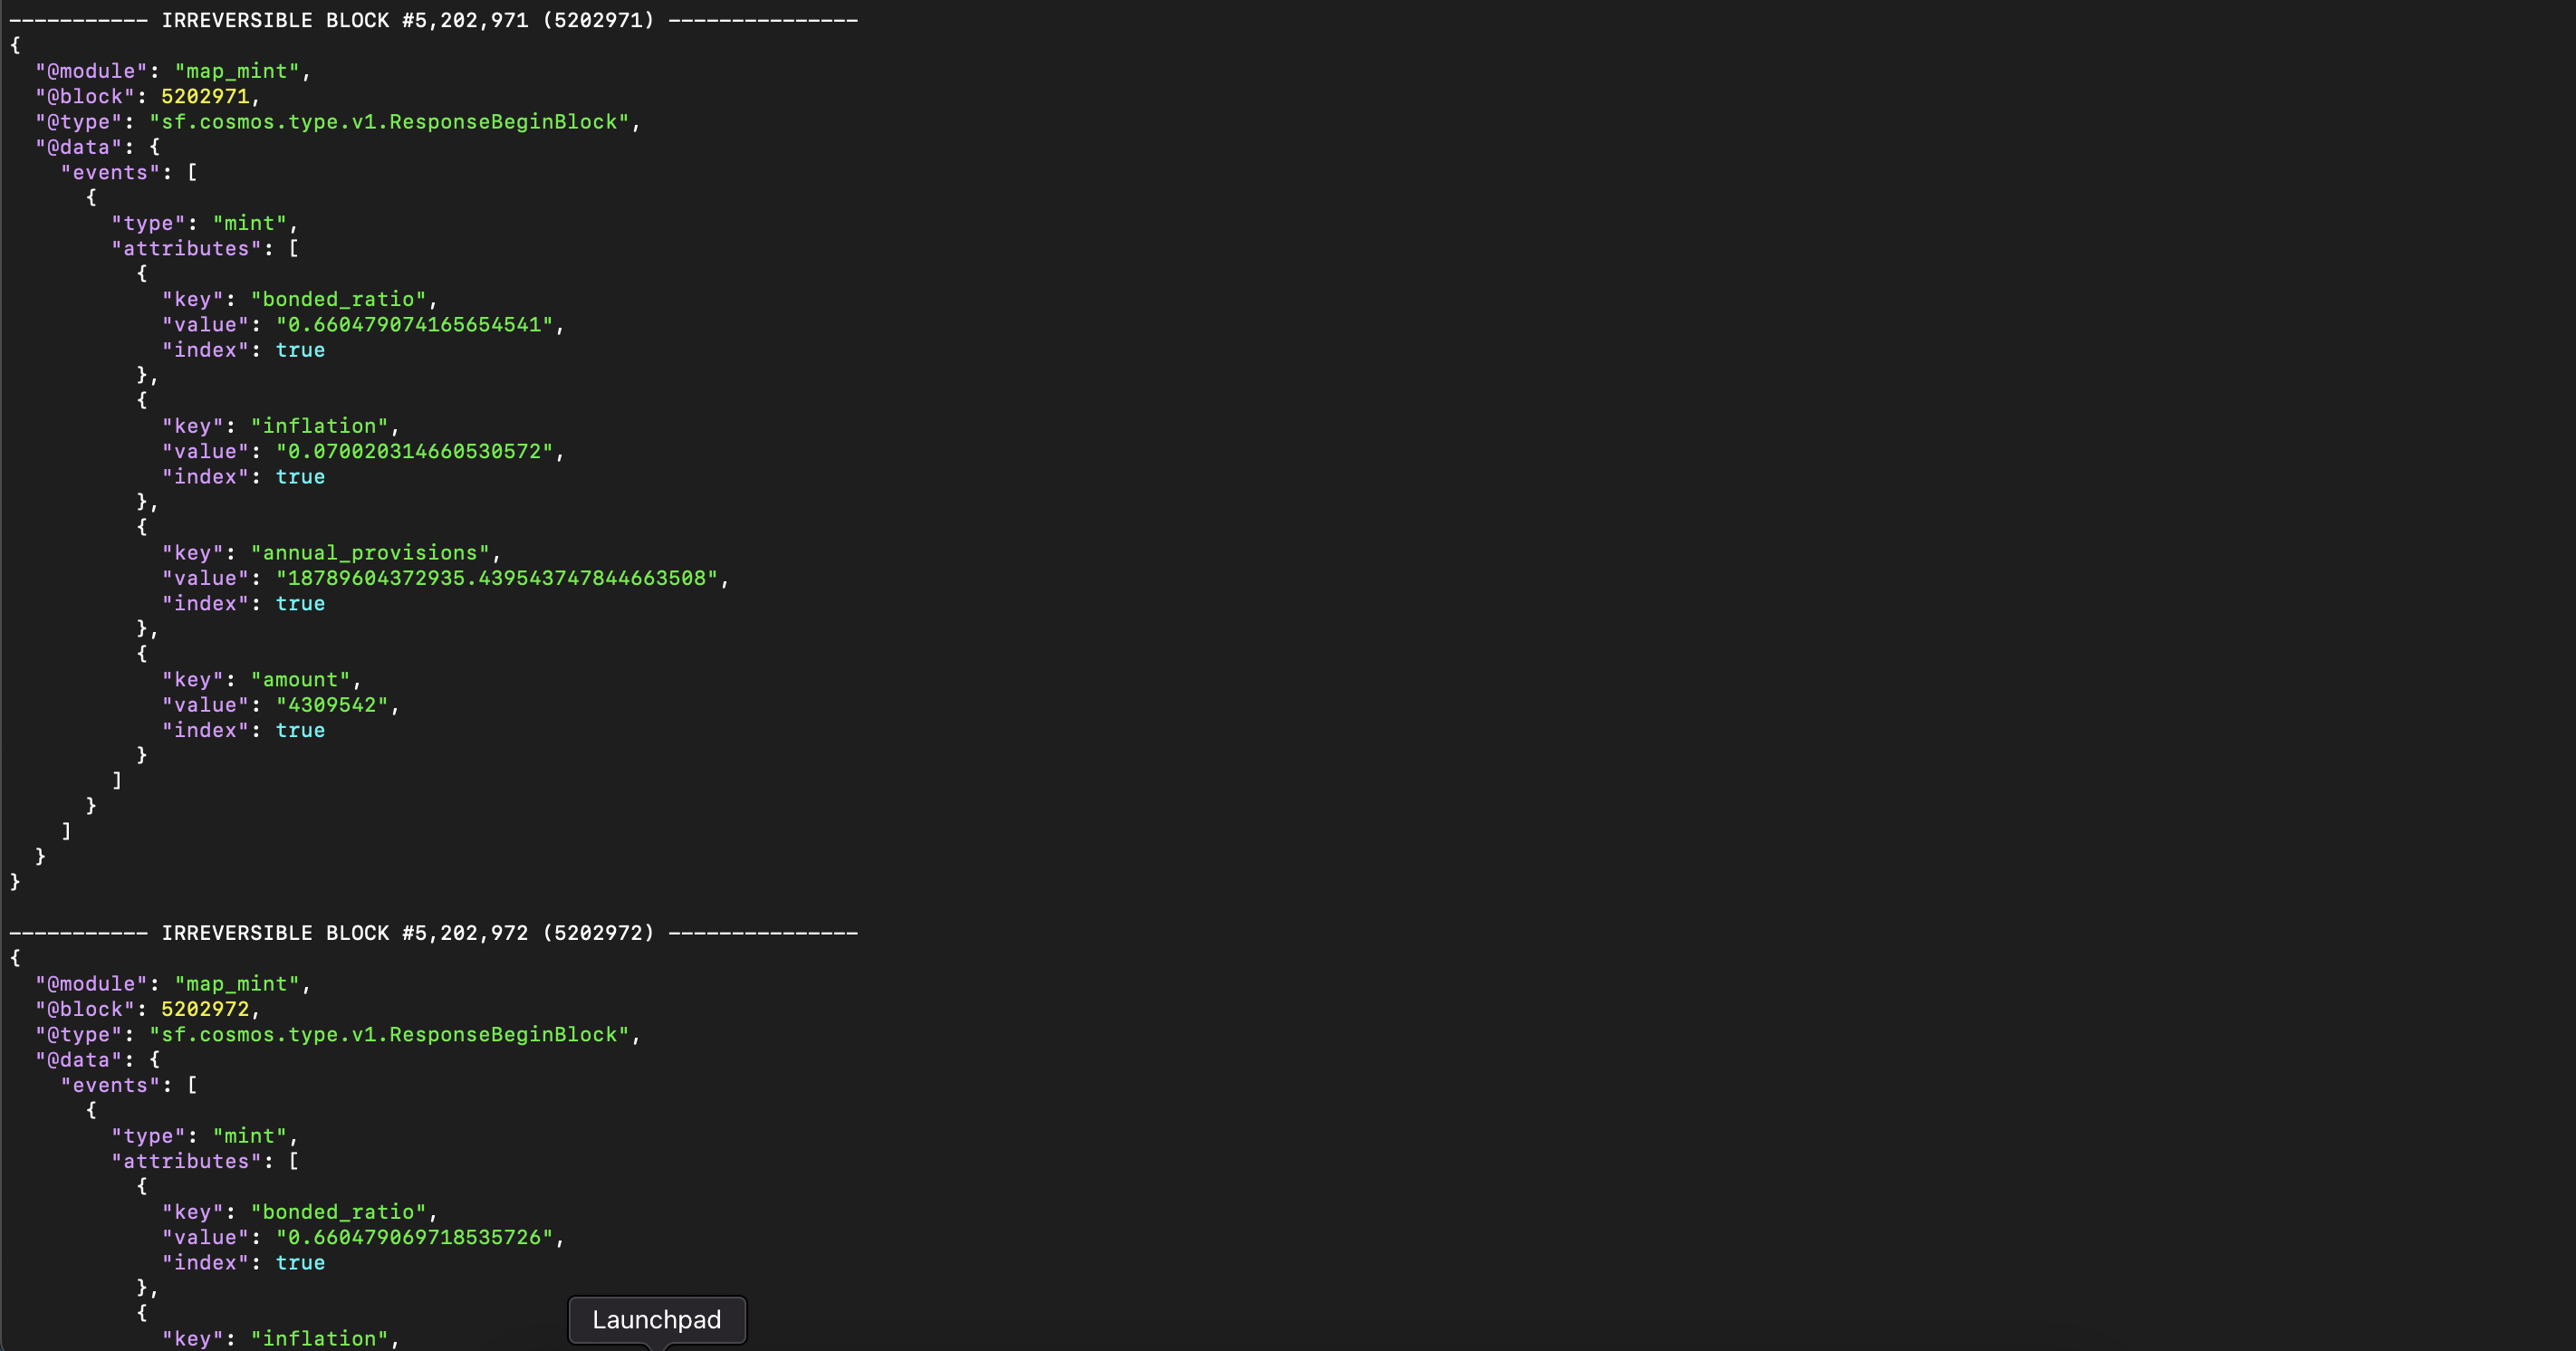 ----------- IRREVERSIBLE BLOCK #5,202,971 (5202971) ---------------
{
  "@module": "map_mint",
  "@block": 5202971,
  "@type": "sf.cosmos.type.v1.ResponseBeginBlock",
  "@data": {
    "events": [
      {
        "type": "mint",
        "attributes": [
          {
            "key": "bonded_ratio",
            "value": "0.660479074165654541",
            "index": true
          },
          {
            "key": "inflation",
            "value": "0.070020314660530572",
            "index": true
          },
          {
            "key": "annual_provisions",
            "value": "18789604372935.439543747844663508",
            "index": true
          },
          {
            "key": "amount",
            "value": "4309542",
            "index": true
          }
        ]
      }
    ]
  }
}

----------- IRREVERSIBLE BLOCK #5,202,972 (5202972) ---------------
{
  "@module": "map_mint",
  "@block": 5202972,
  "@type": "sf.cosmos.type.v1.ResponseBeginBlock",
  "@data": {
    "events": [
      {
        "type": "mint",
        "attributes": [
          {
            "key": "bonded_ratio",
            "value": "0.660479069718535726",
            "index": true
          },
          {
            "key": "inflation",
Launchpad